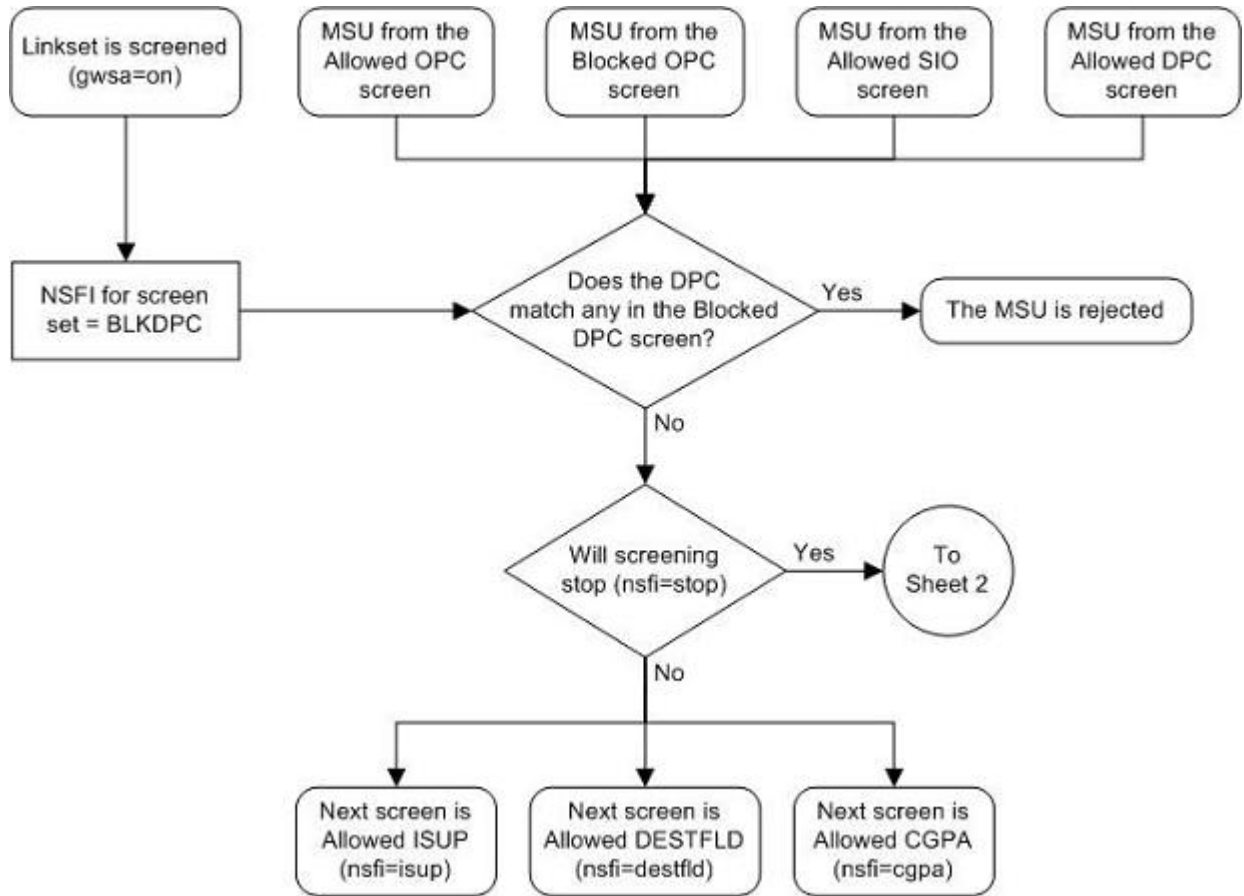 Linkset is screened
(gwsa=on)
MSU from the
Allowed OPC
screen
MSU from the
Blocked OPC
screen
MSU from the
Allowed SIO
screen
MSU from the
Allowed DPC
screen
NSFI for screen
set = BLKDPC
Does the DPC
match any in the Blocked
DPC screen?
Yes
The MSU is rejected
No
Will screening
stop (nsfi=stop)
Yes
To
Sheet 2
No
Next screen is
Allowed ISUP
(nsfi=isup)
Next screen is
Allowed DESTFLD
(nsfi=destfld)
Next screen is
Allowed CGPA
(nsfi=cgpa)